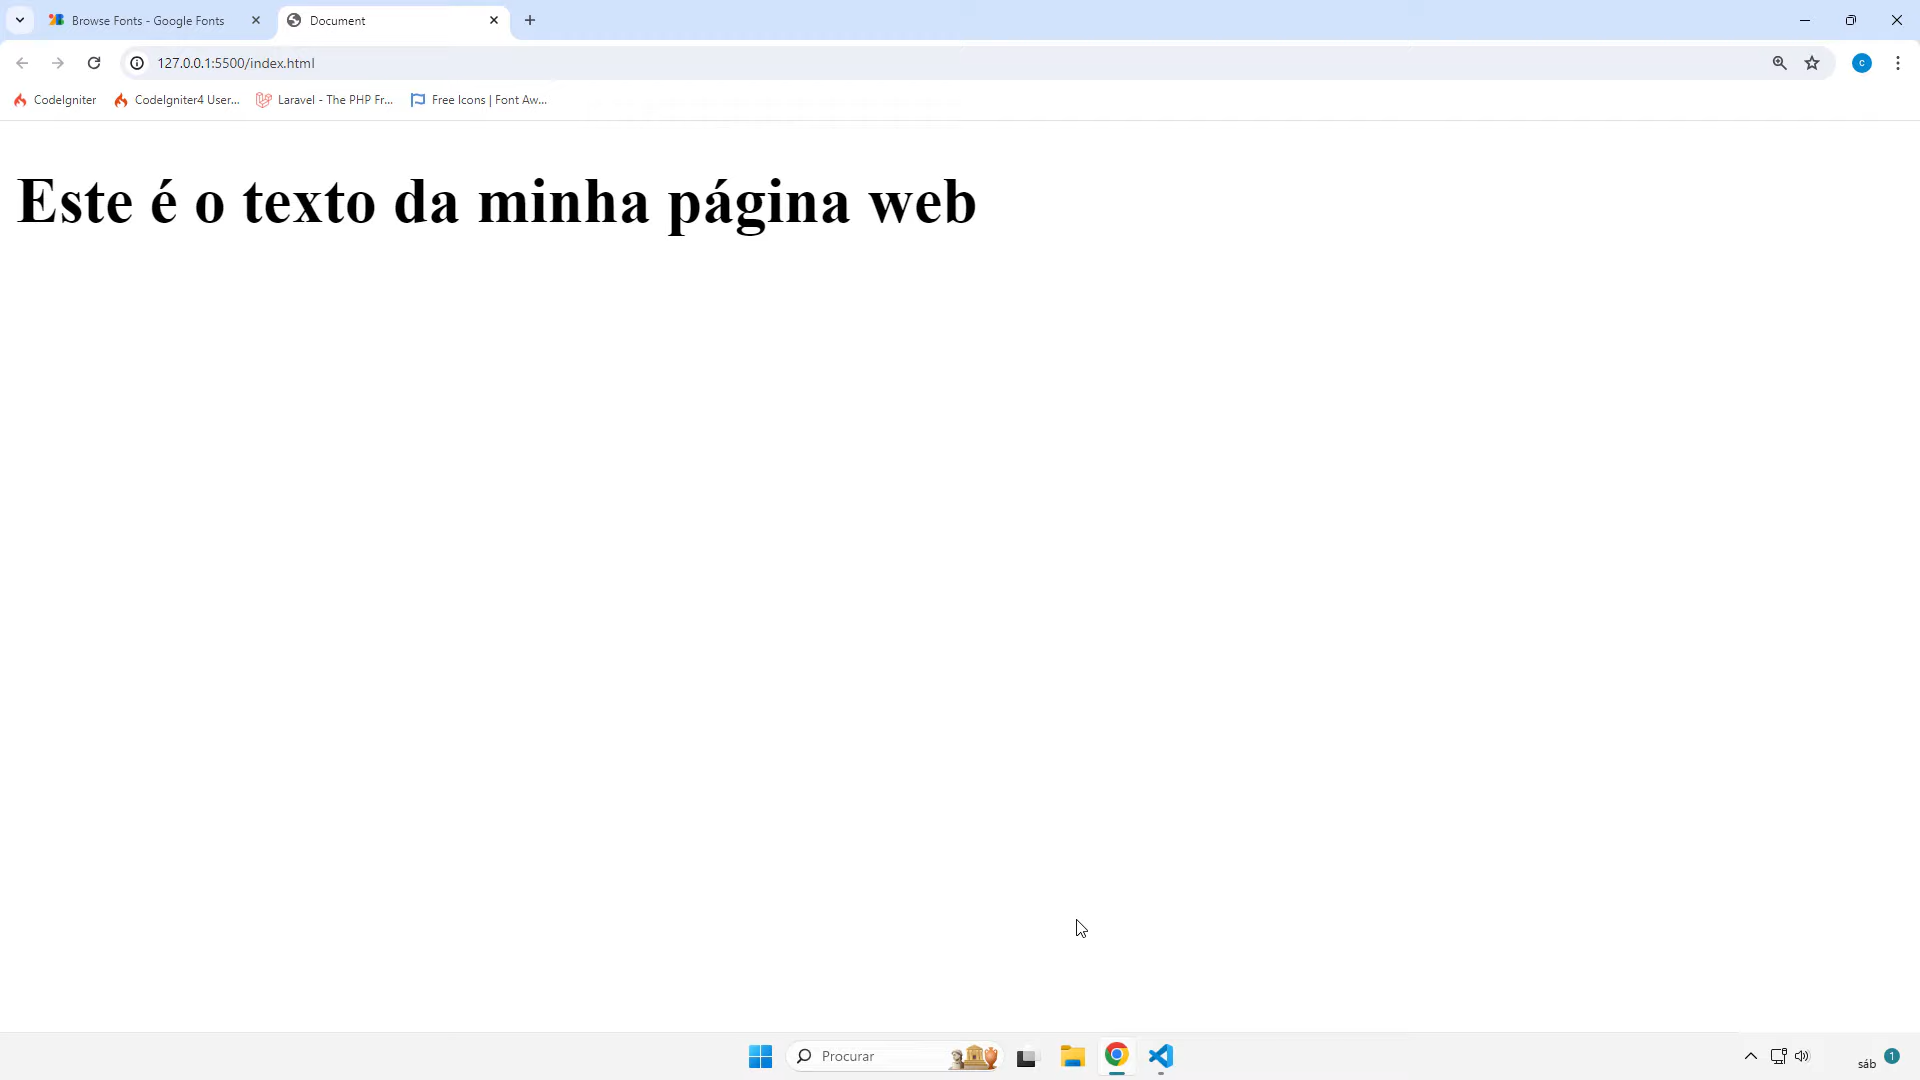 Browse Fonts - Google Fonts
Document
127.0.0.1:5500/index.html
c
CodeIgniter
CodeIgniter4 User...
Laravel - The PHP Fr...
Free Icons | Font Aw...
Este é o texto da minha página web
Procurar
sáb
1